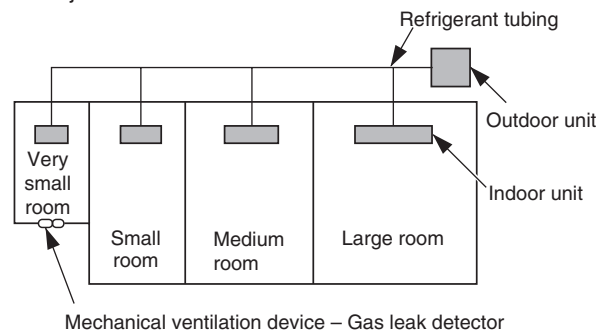 Refrigerant tubing
Outdoor unit
Indoor unit
Very
small
room
Small
room
Medium
room
Large room
Mechanical ventilation device – Gas leak detector